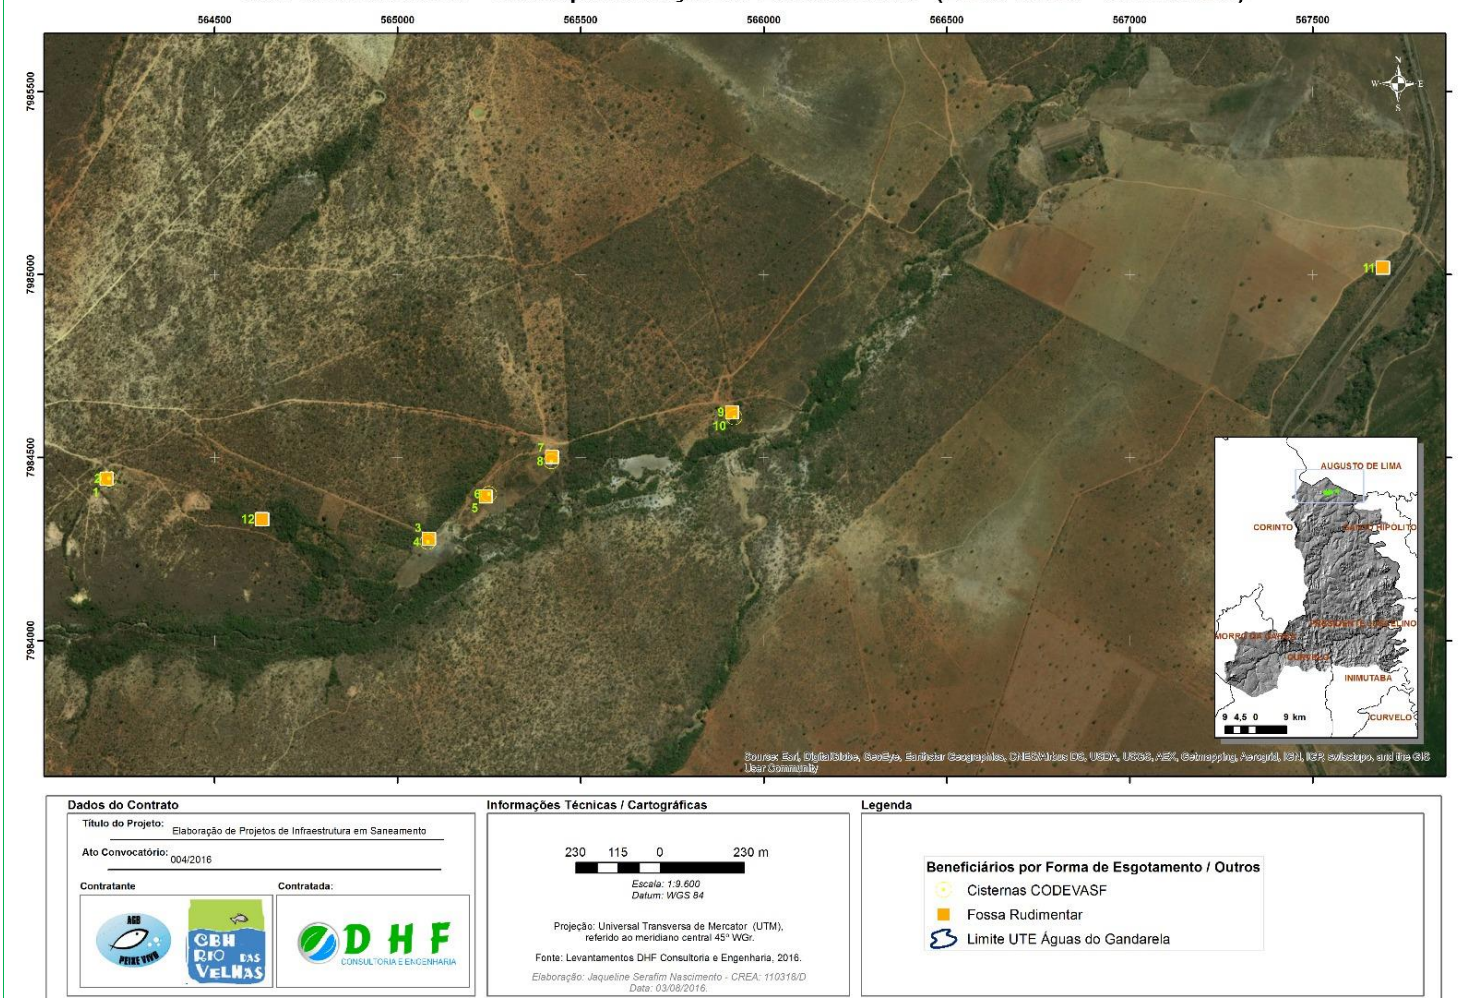 564500 565000 565500 566000 566500 567000 567500
7985500
7985000
7984500
7984000
N
W E
S
11
9
10
7
8
2
1
6
5
12
3
4
AUGUSTO DE LIMA
CORINTO
MORRO DA GARÇA
INIMUTABA
CURVELO
9 4,5 0 9 km
Source: Esri, DigitalGlobe, GeoEye, Earthstar Geographics, CNES/Airbus DS, USDA, USGS, AEX, Getmapping, Aerogrid, IGN, IGP, swisstopo, and the GIS
User Community
Dados do Contrato
Título do Projeto: Elaboração de Projetos de Infraestrutura em Saneamento
Ato Convocatório: 004/2016
Contratante Contratada:
AGB
PEIXE VIVO
CBH
RIO DAS
VELHAS
DHF
CONSULTORIA E ENGENHARIA
Informações Técnicas / Cartográficas
230 115 0 230 m
Escala: 1:9.600
Datum: WGS 84
Projeção: Universal Transversa de Mercator (UTM),
referido ao meridiano central 45º WGr.
Fonte: Levantamentos DHF Consultoria e Engenharia, 2016.
Elaboração: Jaqueline Serafim Nascimento - CREA: 110318/D
Data: 03/08/2016.
Legenda
Beneficiários por Forma de Esgotamento / Outros
Cisternas CODEVASF
Fossa Rudimentar
Limite UTE Águas do Gandarela